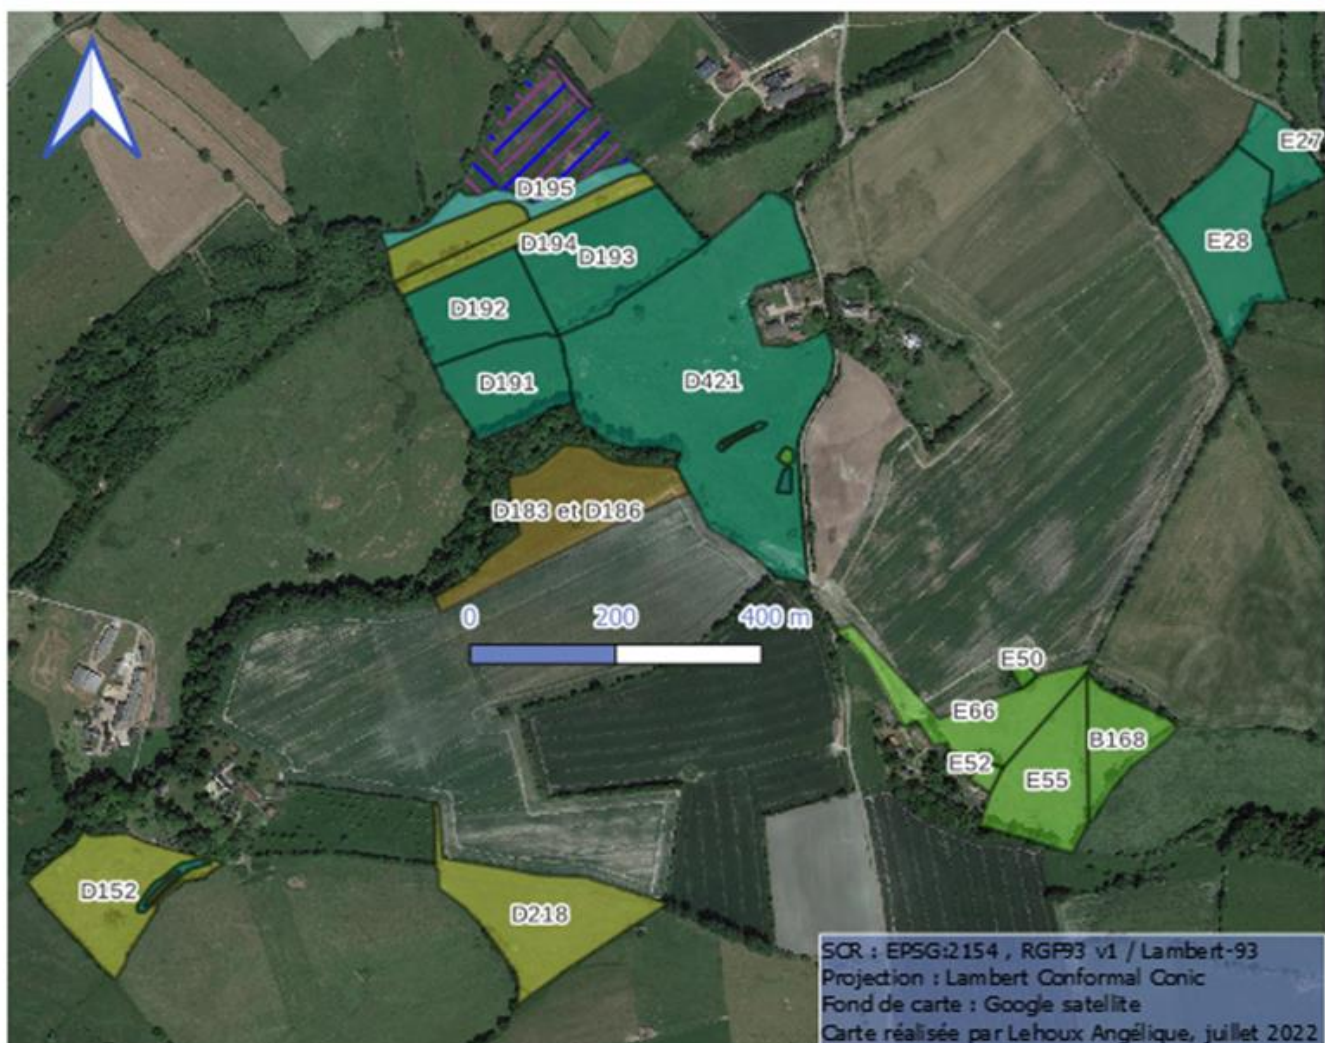 E27
D195
E28
D194
D193
D192
D191
D421
D183 et D186
0 200 400 m
E50
E66
B168
E52
E55
D152
D218
SCR : EPSG:2154 , RGF93 v1 / Lambert-93
Projection : Lambert Conformal Conic
Fond de carte : Google satellite
Carte réalisée par Lehoux Angélique, juillet 2022